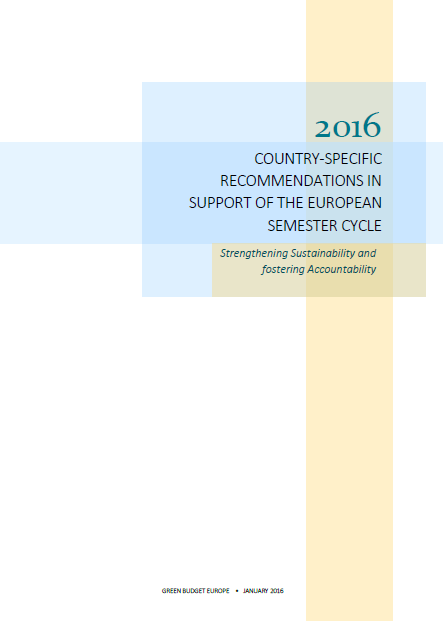 2016
COUNTRY-SPECIFIC
RECOMMENDATIONS IN
SUPPORT OF THE EUROPEAN
SEMESTER CYCLE
Strengthening Sustainability and
fostering Accountability
GREEN BUDGET EUROPE • JANUARY 2016